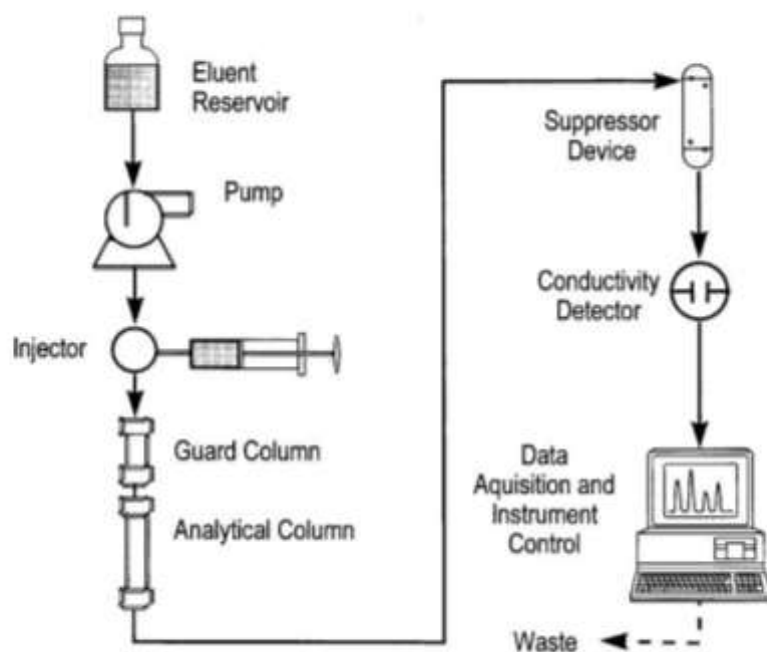 Eluent
Reservoir
Pump
Injector
Guard Column
Analytical Column
Suppressor
Device
Conductivity
Detector
Data
Aquisition and
Instrument
Control
Waste